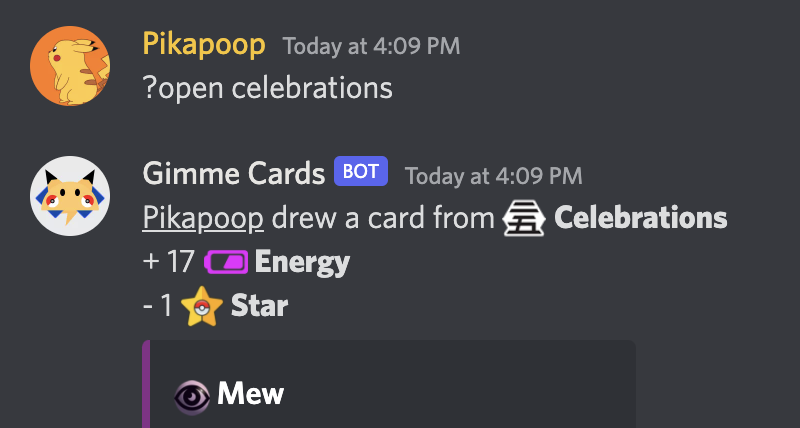 Pikapoop Today at 4:09 PM
?open celebrations
Gimme Cards BOT Today at 4:09 PM
Pikapoop drew a card from Celebrations
+ 17 Energy
- 1 Star
Mew